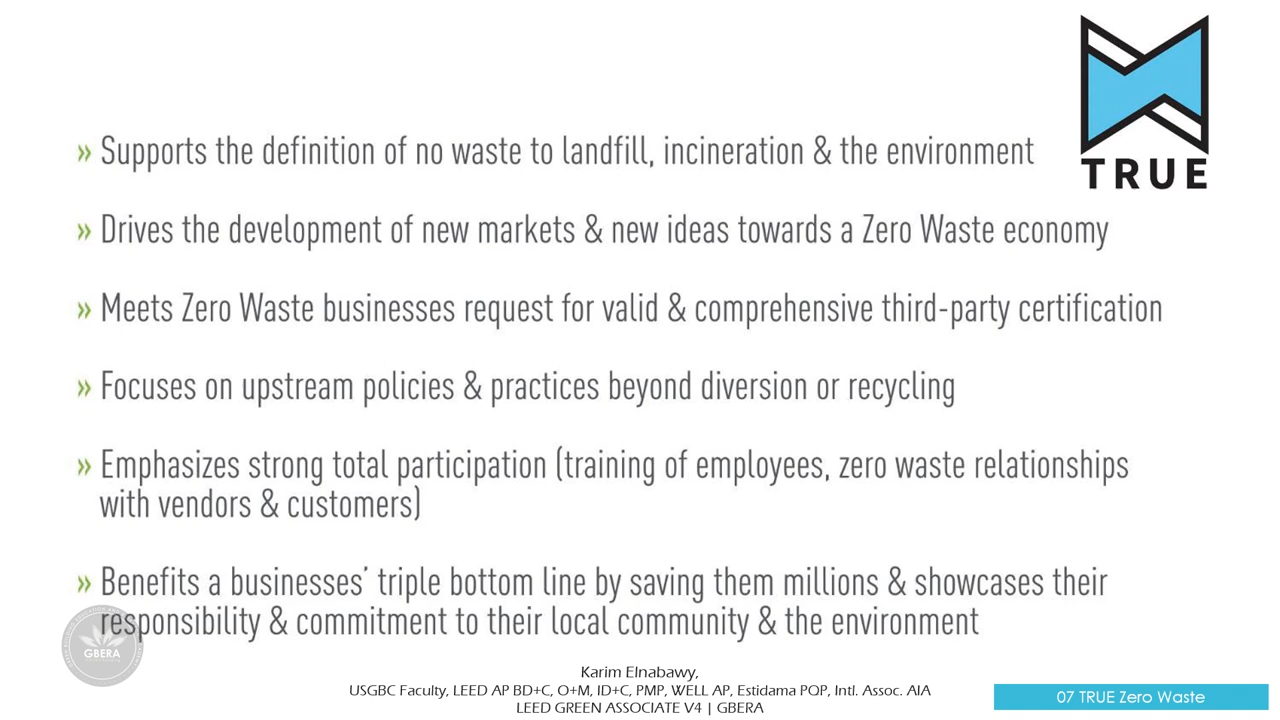 TRUE
» Supports the definition of no waste to landfill, incineration & the environment
» Drives the development of new markets & new ideas towards a Zero Waste economy
» Meets Zero Waste businesses request for valid & comprehensive third-party certification
» Focuses on upstream policies & practices beyond diversion or recycling
» Emphasizes strong total participation (training of employees, zero waste relationships
with vendors & customers)
» Benefits a businesses’ triple bottom line by saving them millions & showcases their
responsibility & commitment to their local community & the environment
GBERA
Karim Elnabawy,
USGBC Faculty, LEED AP BD+C, O+M, ID+C, PMP, WELL AP, Estidama POP, Intl. Assoc. AIA
LEED GREEN ASSOCIATE V4 | GBERA
07 TRUE Zero Waste